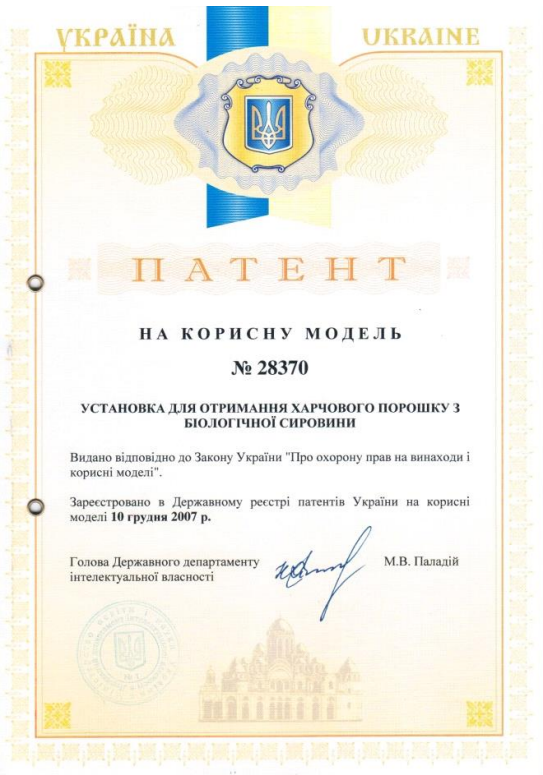 УКРАЇНА UKRAINE
ПАТЕНТ
НА КОРИСНУ МОДЕЛЬ
№ 28370
УСТАНОВКА ДЛЯ ОТРИМАННЯ ХАРЧОВОГО ПОРОШКУ З
БІОЛОГІЧНОЇ СИРОВИНИ
Видано відповідно до Закону України "Про охорону прав на винаходи і
корисні моделі".
Зареєстровано в Державному реєстрі патентів України на корисні
моделі 10 грудня 2007 р.
Голова Державного департаменту М.В. Паладій
інтелектуальної власності